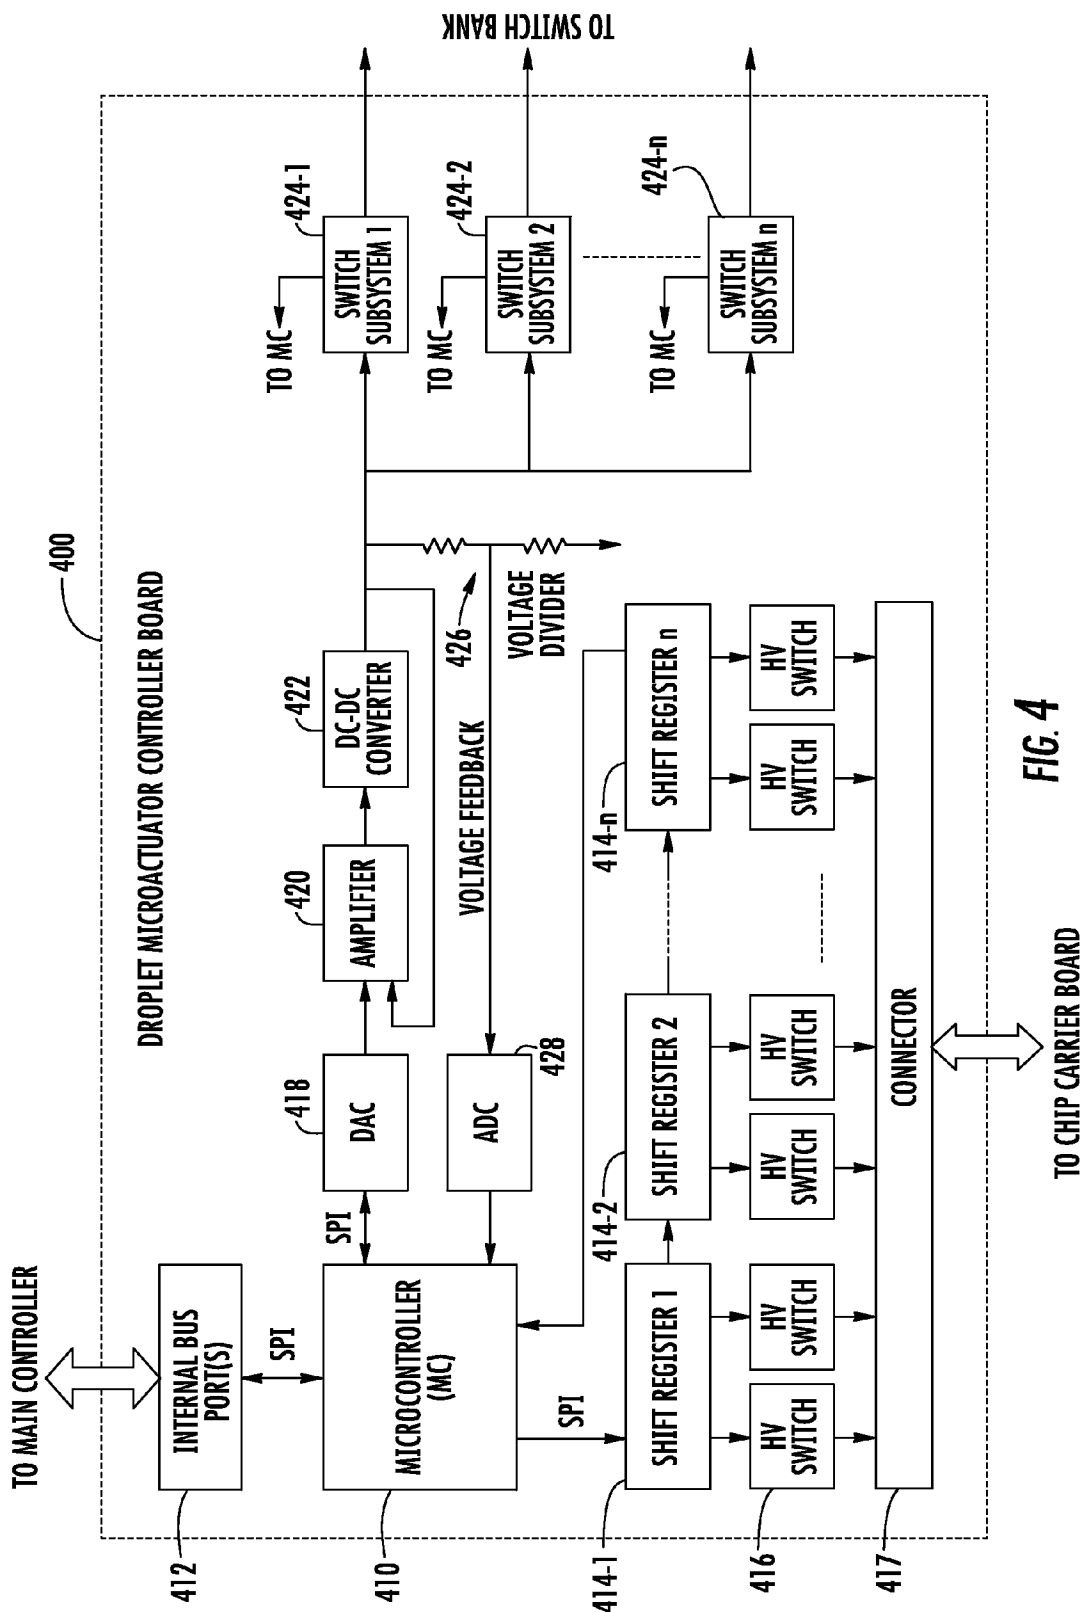 400
DROPLET MICROACTUATOR CONTROLLER BOARD
TO MAIN CONTROLLER
412
INTERNAL BUS
PORT(S)
SPI
410
MICROCONTROLLER
(MC)
SPI
418
DAC
420
AMPLIFIER
422
DC-DC
CONVERTER
424-1
SWITCH
SUBSYSTEM 1
TO MC
424-2
SWITCH
SUBSYSTEM 2
TO MC
424-n
SWITCH
SUBSYSTEM n
TO MC
TO SWITCH BANK
428
ADC
VOLTAGE FEEDBACK
426
VOLTAGE
DIVIDER
SPI
414-1
SHIFT REGISTER 1
414-2
SHIFT REGISTER 2
414-n
SHIFT REGISTER n
416
HV
SWITCH
HV
SWITCH
HV
SWITCH
HV
SWITCH
HV
SWITCH
HV
SWITCH
417
CONNECTOR
TO CHIP CARRIER BOARD
FIG. 4